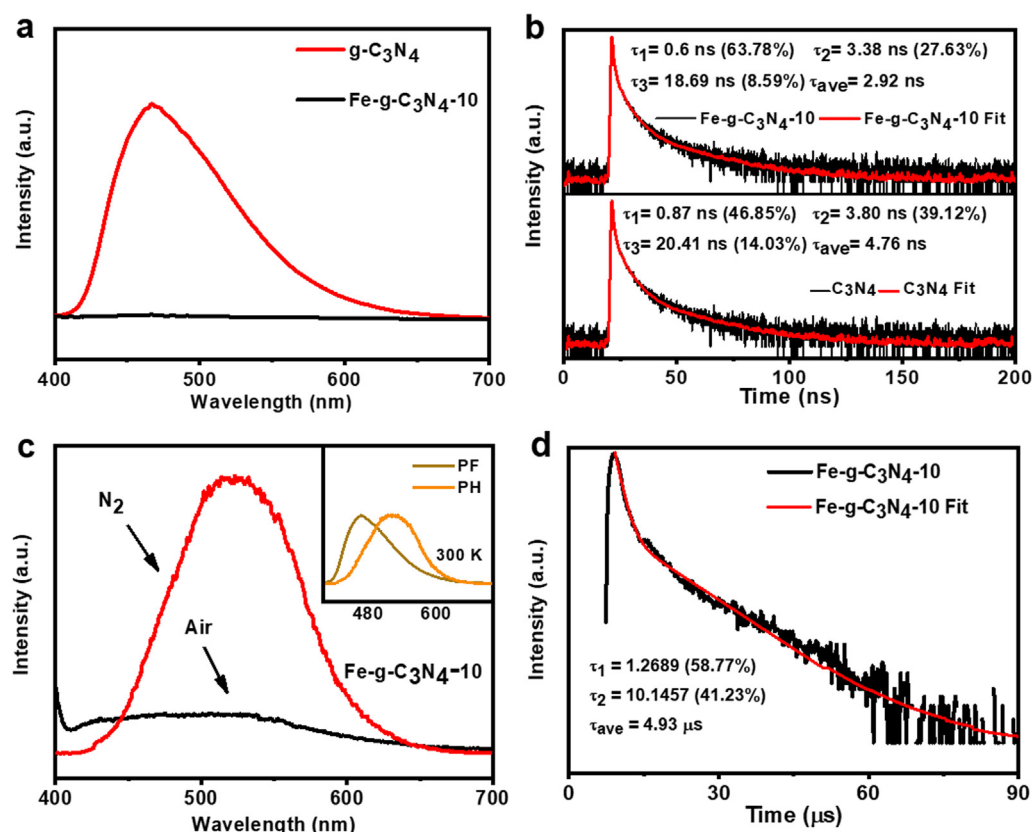 a
g-C₃N₄
Fe-g-C₃N₄-10
Intensity (a.u.)
400 500 600 700
Wavelength (nm)
b
τ₁= 0.6 ns (63.78%) τ₂ = 3.38 ns (27.63%)
τ₃= 18.69 ns (8.59%) τave= 2.92 ns
Fe-g-C₃N₄-10 Fe-g-C₃N₄-10 Fit
τ₁= 0.87 ns (46.85%) τ₂ = 3.80 ns (39.12%)
τ₃= 20.41 ns (14.03%) τave= 4.76 ns
C₃N₄ C₃N₄ Fit
Intensity (a.u.)
0 50 100 150 200
Time (ns)
c
N₂
Air
PF
PH
300 K
480 600
Fe-g-C₃N₄-10
Intensity (a.u.)
400 500 600 700
Wavelength (nm)
d
Fe-g-C₃N₄-10
Fe-g-C₃N₄-10 Fit
τ₁ = 1.2689 (58.77%)
τ₂ = 10.1457 (41.23%)
τave = 4.93 μs
Intensity (a.u.)
0 30 60 90
Time (μs)